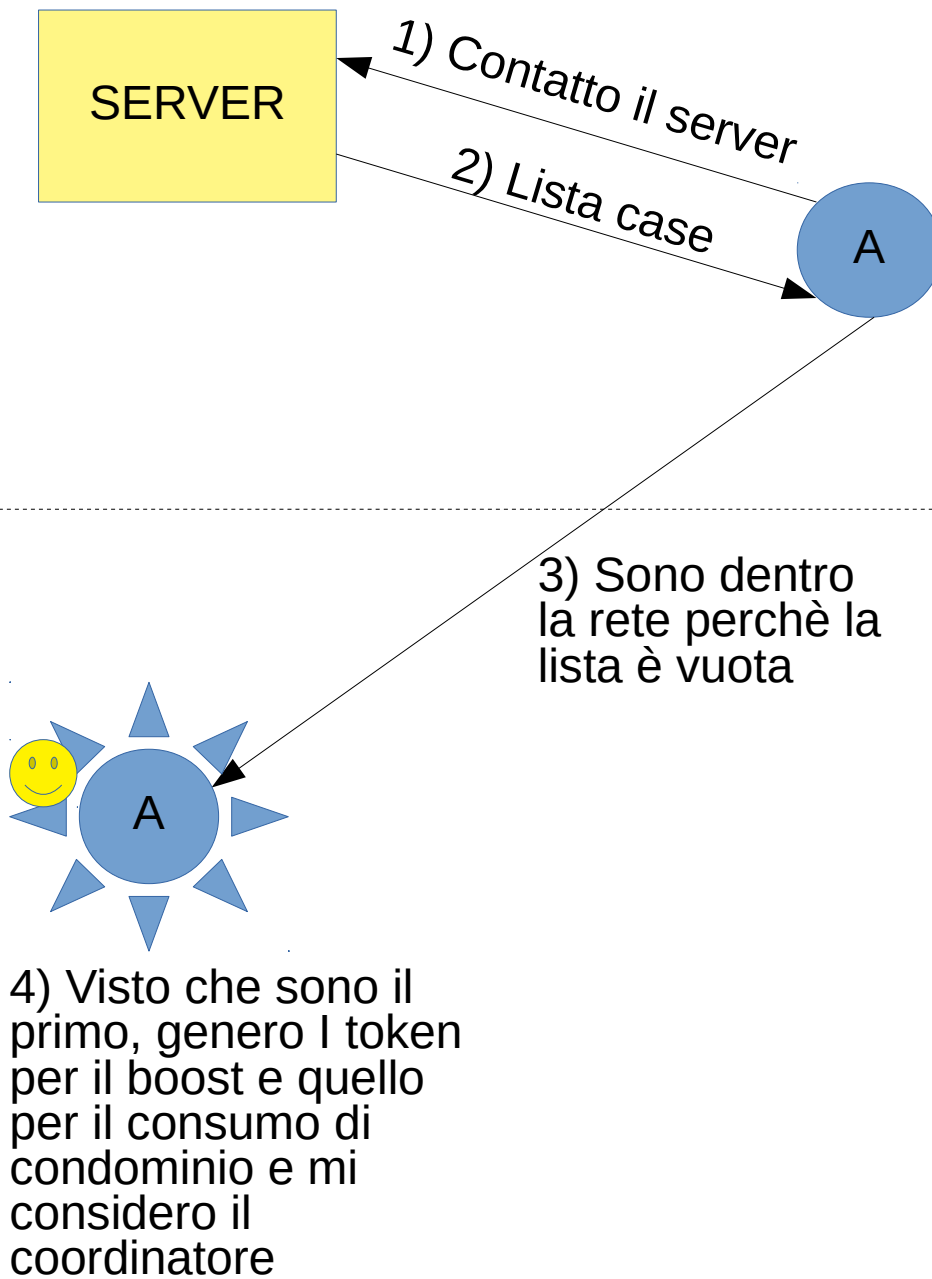 SERVER
1) Contatto il server
2) Lista case
A
3) Sono dentro
la rete perchè la
lista è vuota
A
4) Visto che sono il
primo, genero I token
per il boost e quello
per il consumo di
condominio e mi
considero il
coordinatore